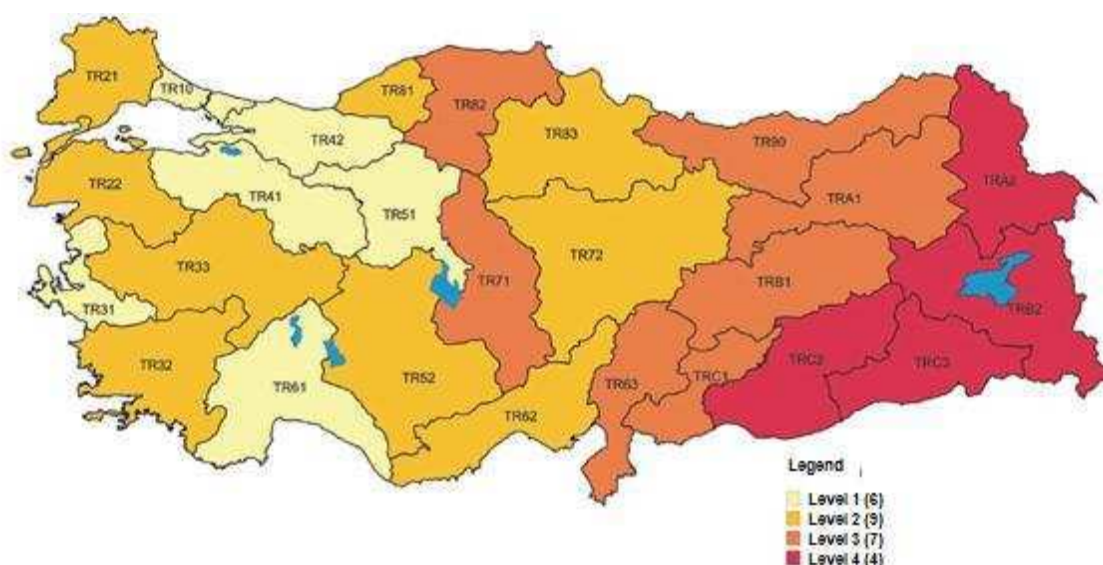 TR21
TR10
TR81
TR82
TR42
TR83
TR90
TR22
TR41
TR51
TRA1
TRA2
TR33
TR72
TR71
TRB1
TR31
TRB2
TR32
TR61
TR52
TR63
TRC1
TRC2
TRC3
TR62
Legend
Level 1 (6)
Level 2 (9)
Level 3 (7)
Level 4 (4)